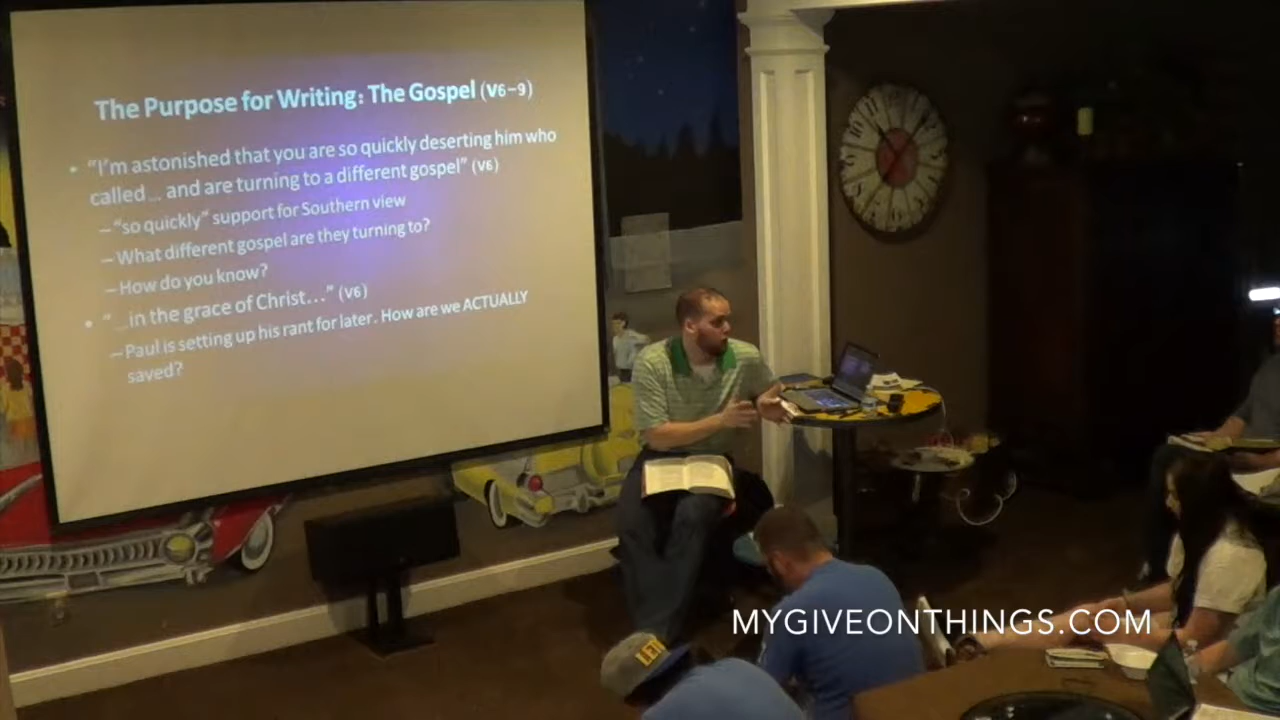 The Purpose for Writing: The Gospel (v6-9)
• "I'm astonished that you are so quickly deserting him who
called... and are turning to a different gospel" (v6)
– "so quickly" support for Southern view
– What different gospel are they turning to?
– How do you know?
• "...in the grace of Christ..." (v6)
– Paul is setting up his rant for later. How are we ACTUALLY
saved?
MYGIVEONTHINGS.COM